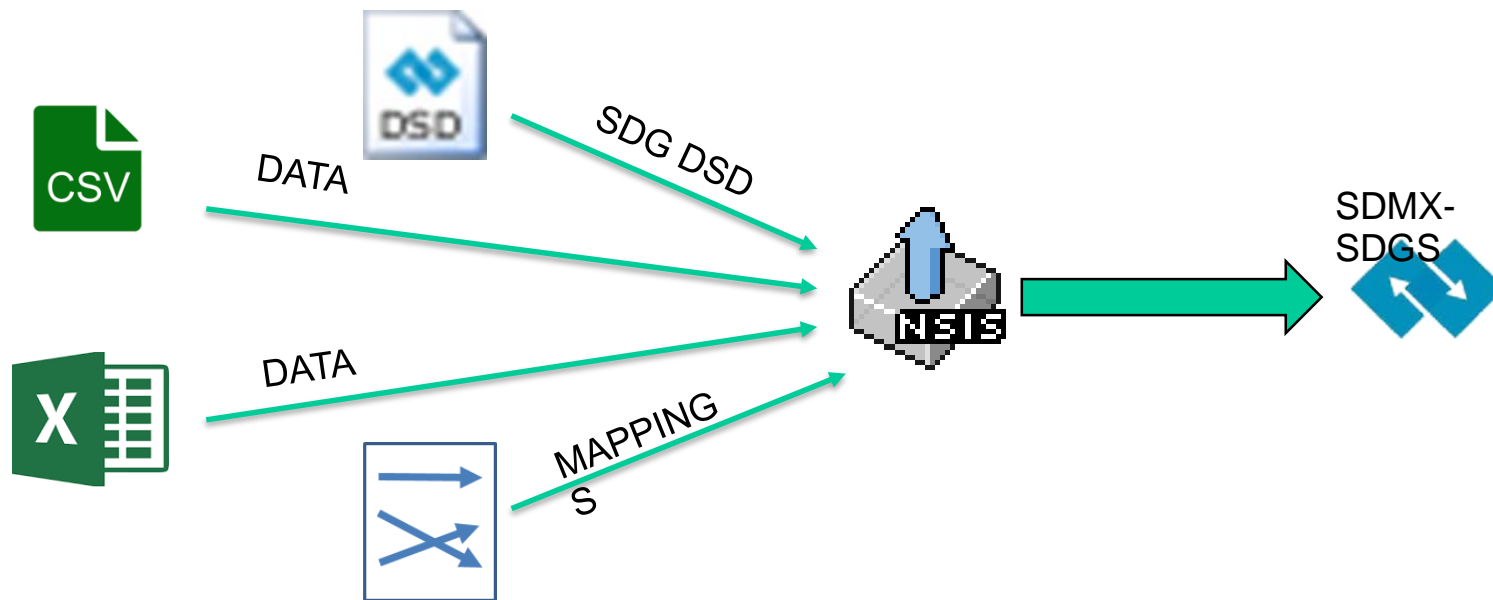 DSD
SDG DSD
CSV
DATA
SDMX-
SDGS
NSIS
X
DATA
MAPPING
S